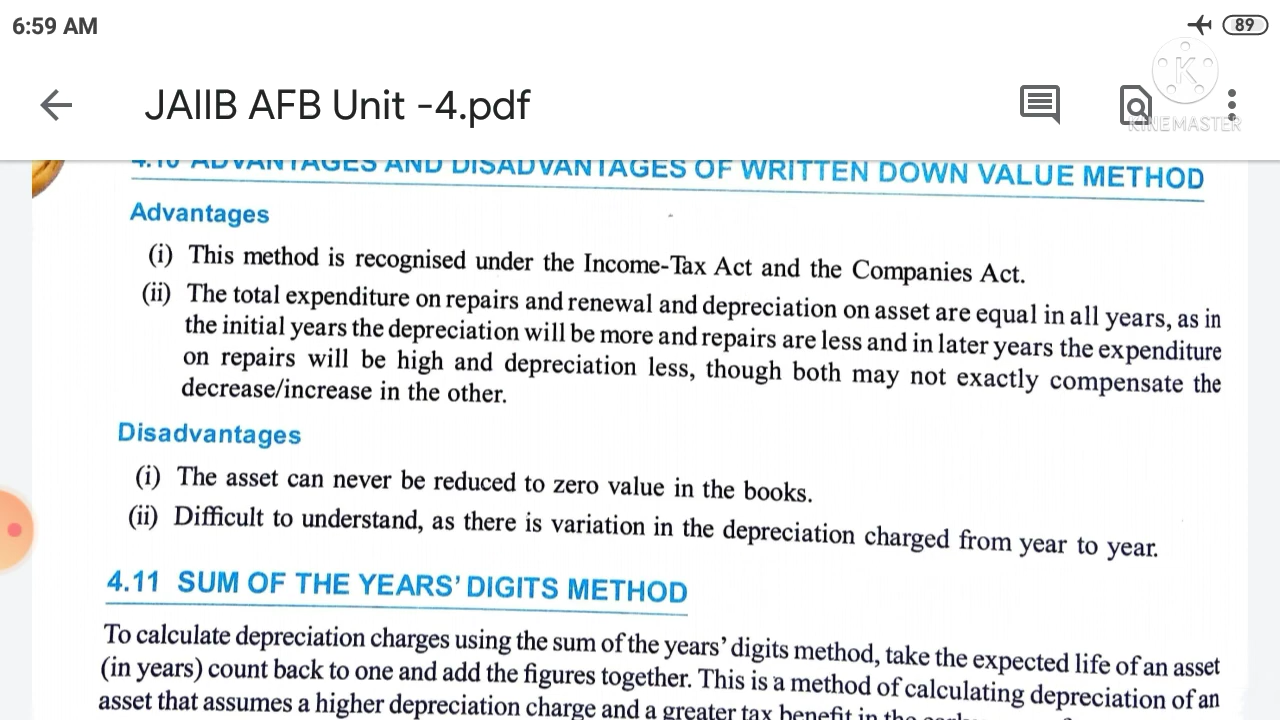 6:59 AM
89
JAIIB AFB Unit -4.pdf
K
KINEMASTER
4.10 ADVANTAGES AND DISADVANTAGES OF WRITTEN DOWN VALUE METHOD
Advantages
(i) This method is recognised under the Income-Tax Act and the Companies Act.
(ii) The total expenditure on repairs and renewal and depreciation on asset are equal in all years, as in
the initial years the depreciation will be more and repairs are less and in later years the expenditure
on repairs will be high and depreciation less, though both may not exactly compensate the
decrease/increase in the other.
Disadvantages
(i) The asset can never be reduced to zero value in the books.
(ii) Difficult to understand, as there is variation in the depreciation charged from year to year.
4.11 SUM OF THE YEARS' DIGITS METHOD
To calculate depreciation charges using the sum of the years' digits method, take the expected life of an asset
(in years) count back to one and add the figures together. This is a method of calculating depreciation of an
asset that assumes a higher depreciation charge and a greater tax benefit in the